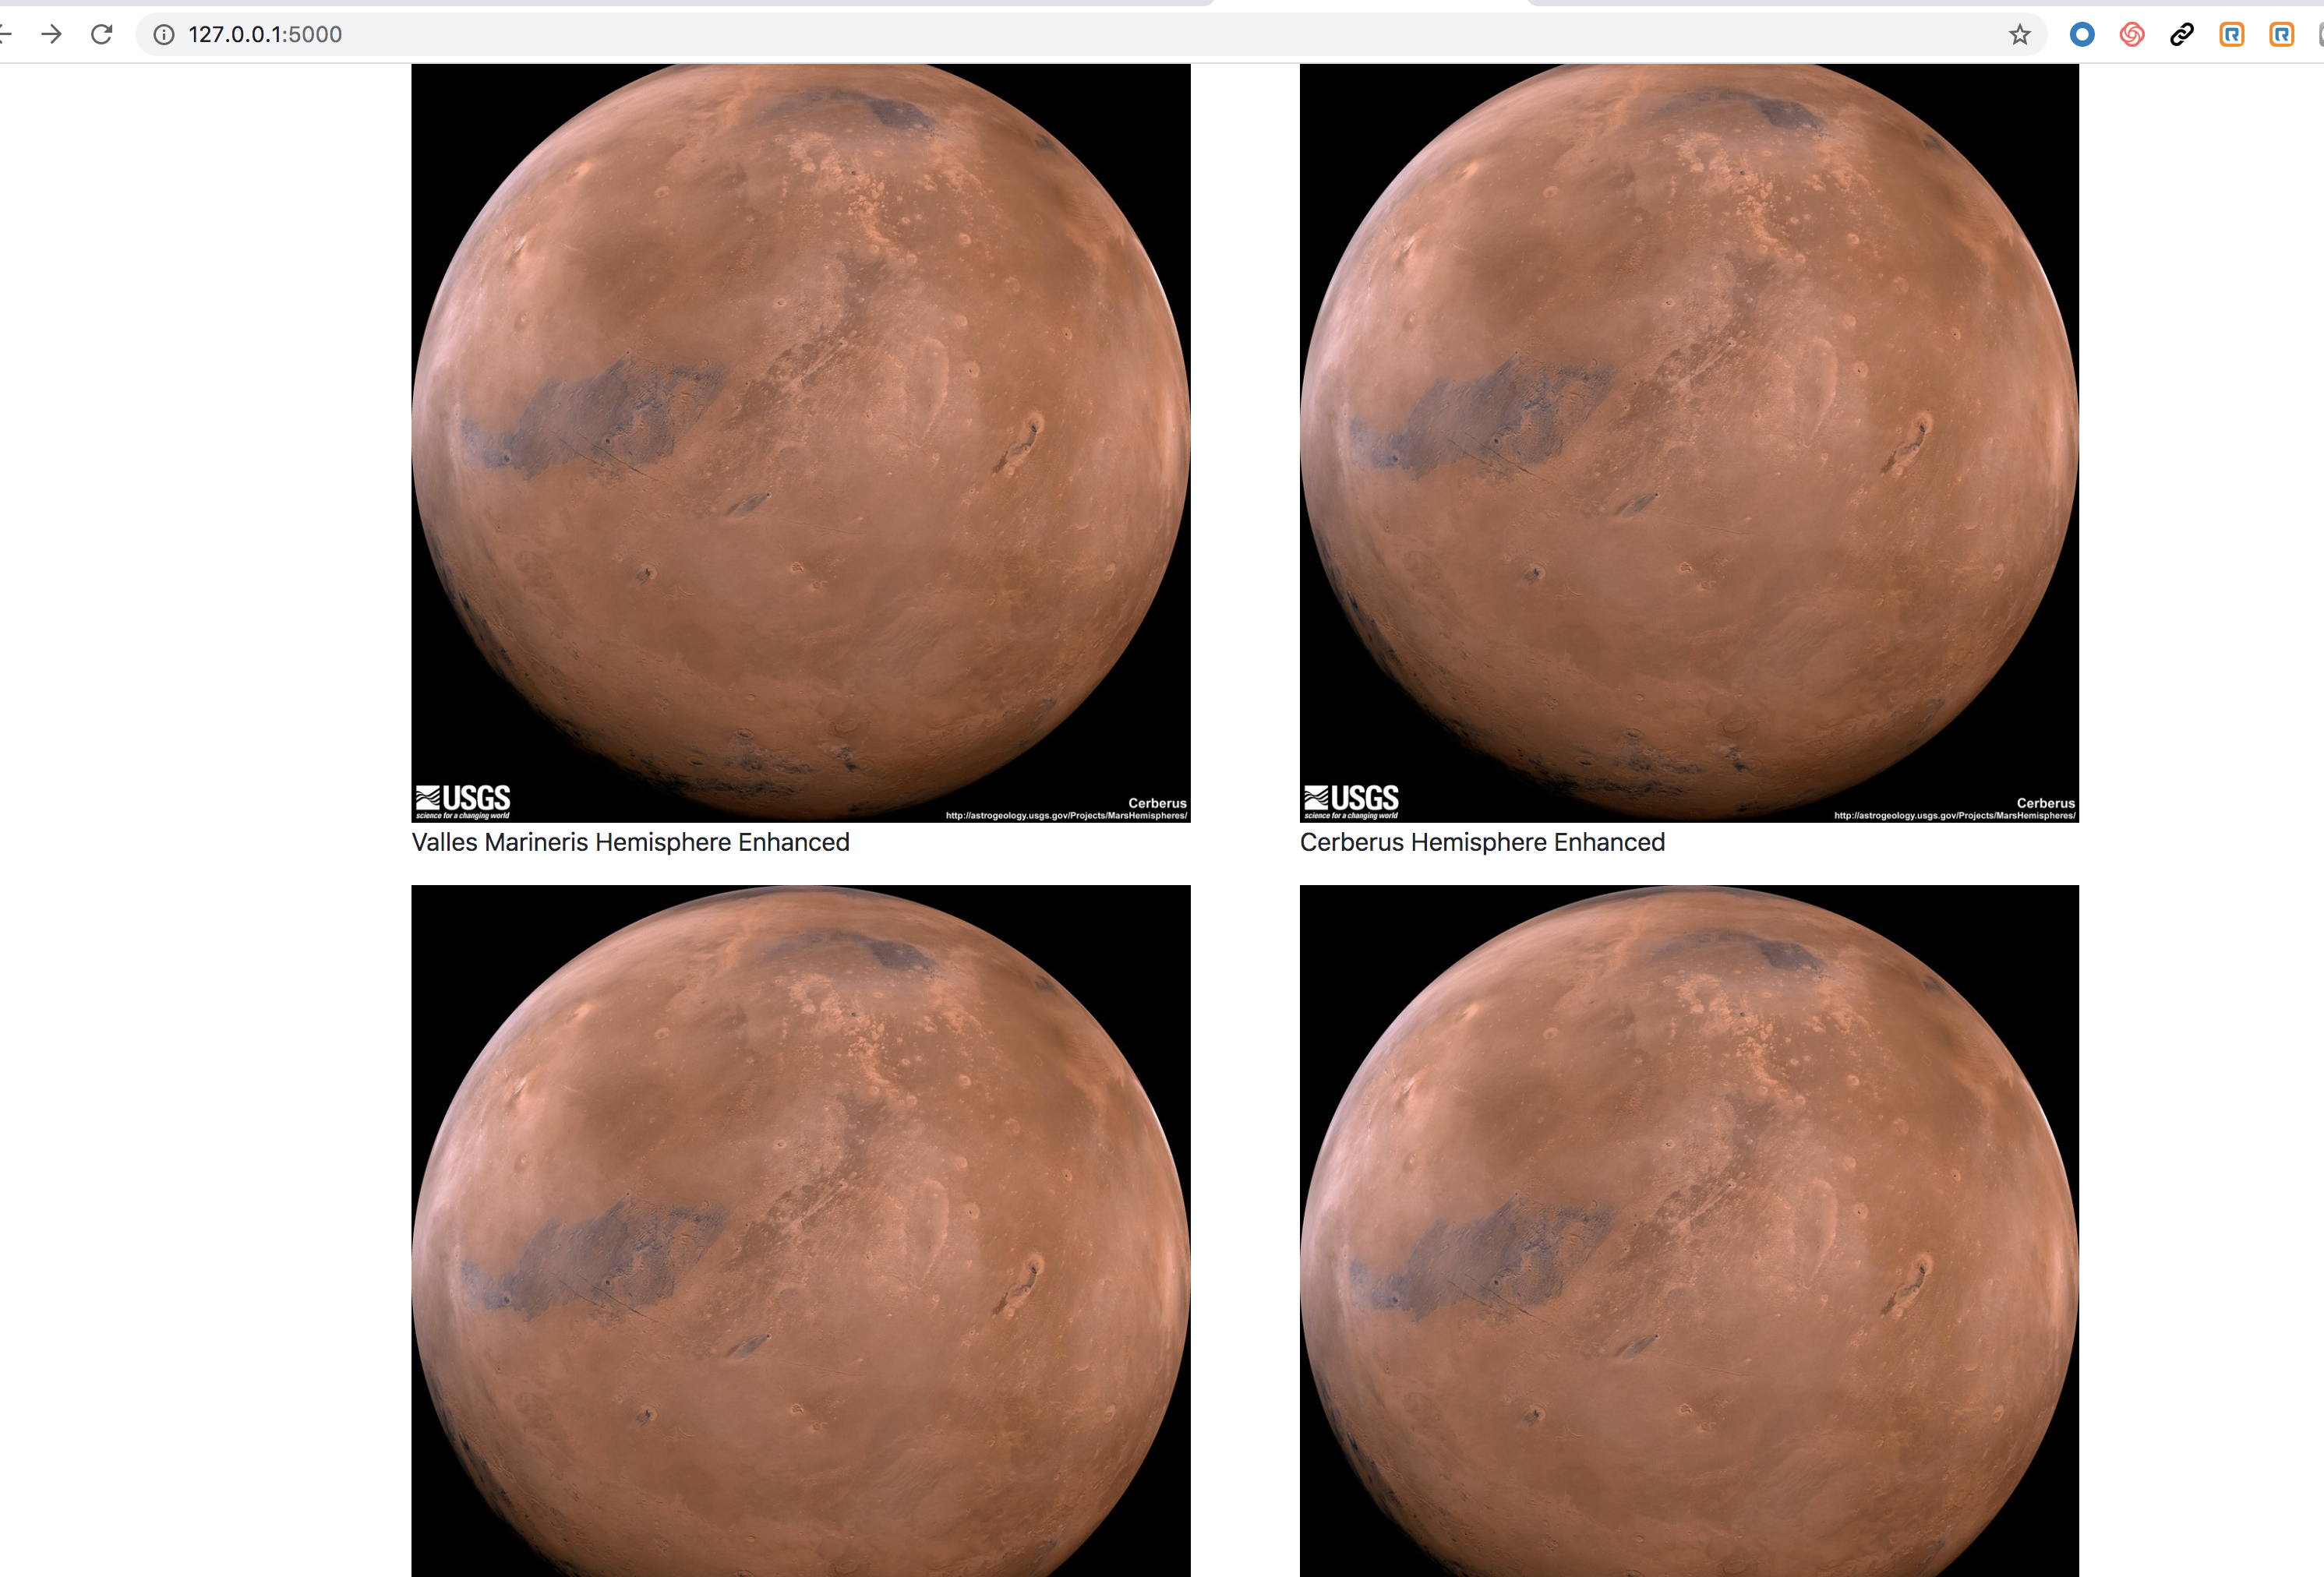 127.0.0.1:5000
USGS
science for a changing world
Cerberus
http://astrogeology.usgs.gov/Projects/MarsHemispheres/
Valles Marineris Hemisphere Enhanced
USGS
science for a changing world
Cerberus
http://astrogeology.usgs.gov/Projects/MarsHemispheres/
Cerberus Hemisphere Enhanced